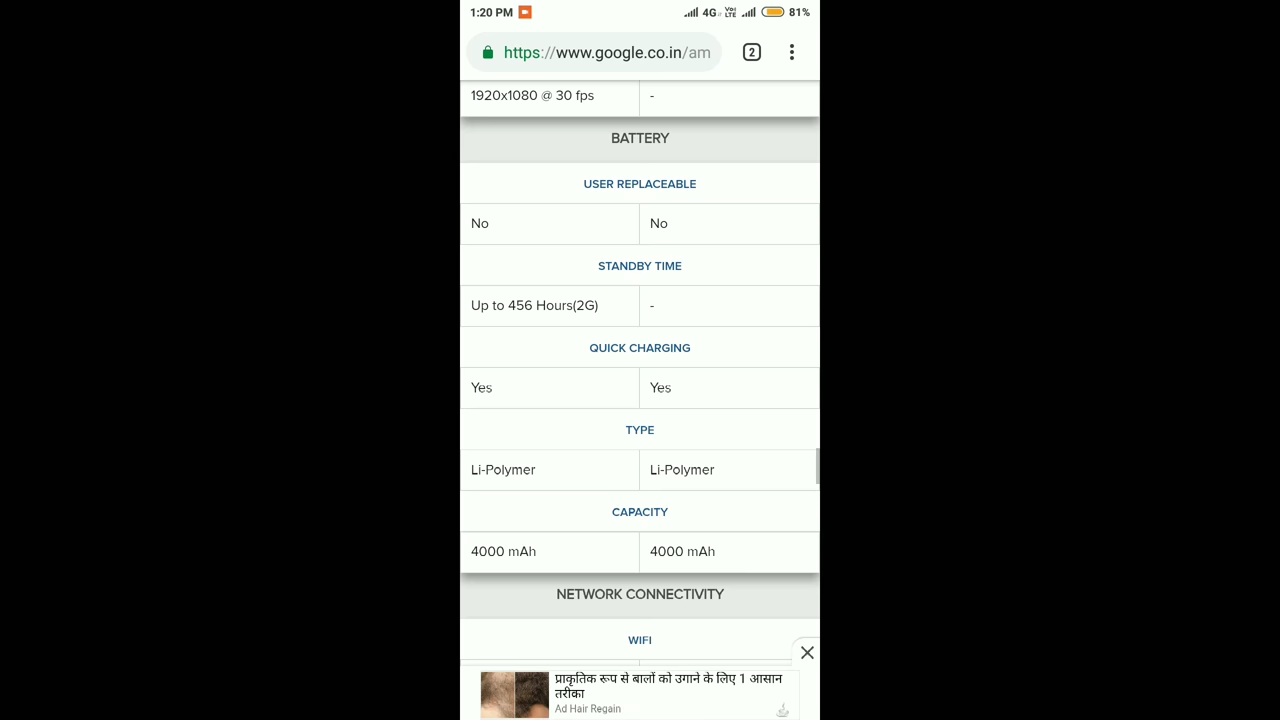 1:20 PM 4G VoLTE 81%
https://www.google.co.in/am 2
1920x1080 @ 30 fps -
BATTERY
USER REPLACEABLE
No No
STANDBY TIME
Up to 456 Hours(2G) -
QUICK CHARGING
Yes Yes
TYPE
Li-Polymer Li-Polymer
CAPACITY
4000 mAh 4000 mAh
NETWORK CONNECTIVITY
WIFI
प्राकृतिक रूप से बालों को उगाने के लिए 1 आसान
तरीका
Ad Hair Regain